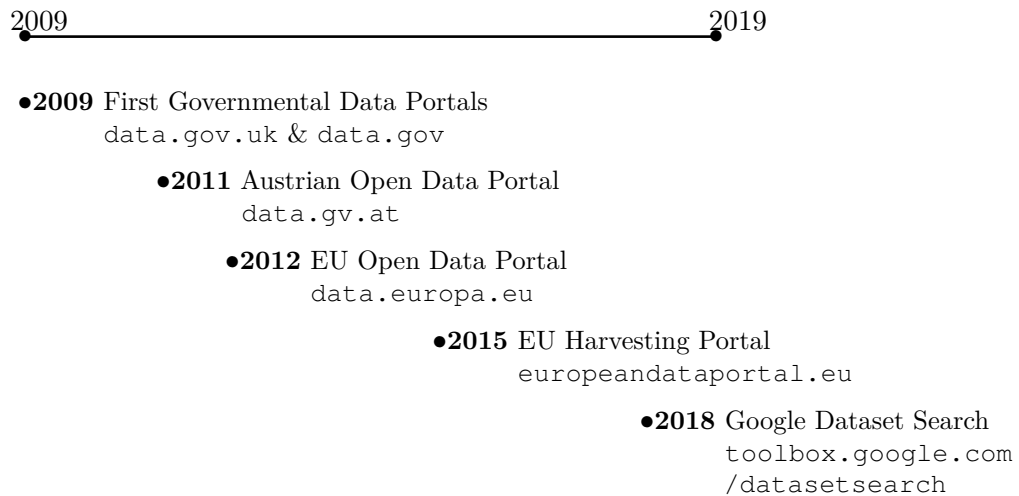 2009 2019
•2009 First Governmental Data Portals
data.gov.uk & data.gov
•2011 Austrian Open Data Portal
data.gv.at
•2012 EU Open Data Portal
data.europa.eu
•2015 EU Harvesting Portal
europeandataportal.eu
•2018 Google Dataset Search
toolbox.google.com
/datasetsearch